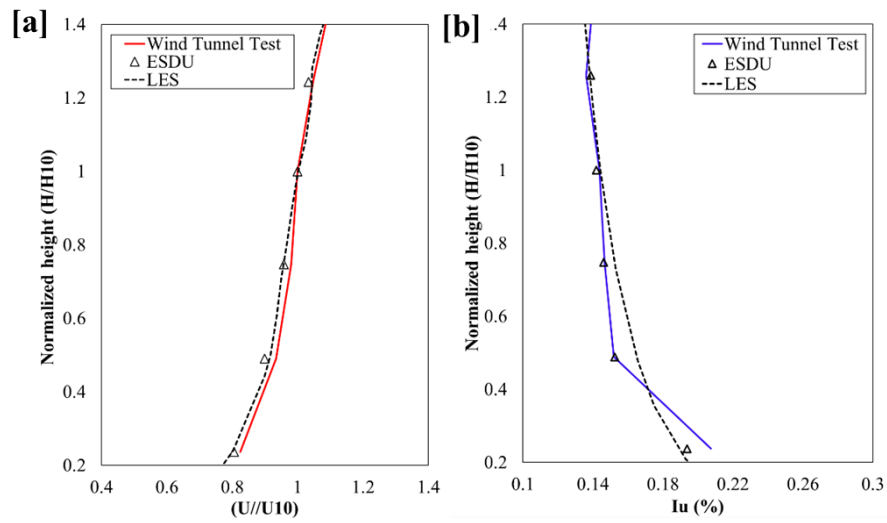 [a]
Wind Tunnel Test
ESDU
LES
Normalized height (H/H10)
1.4
1.2
1
0.8
0.6
0.4
0.2
0.4 0.6 0.8 1 1.2 1.4
(U//U10)
[b]
Wind Tunnel Test
ESDU
LES
Normalized height (H/H10)
.4
1.2
1
0.8
0.6
0.4
0.2
0.1 0.14 0.18 0.22 0.26 0.3
Iu (%)